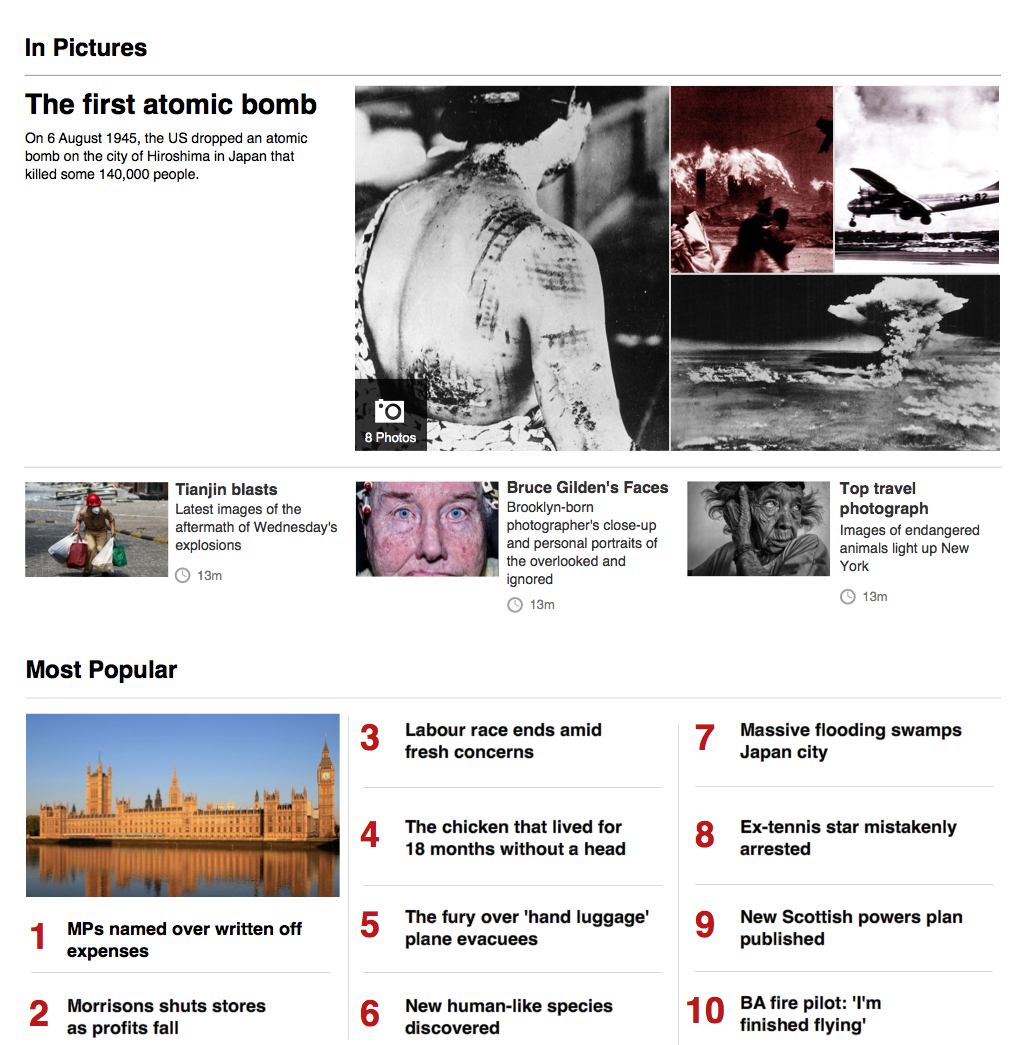 In Pictures
The first atomic bomb
On 6 August 1945, the US dropped an atomic
bomb on the city of Hiroshima in Japan that
killed some 140,000 people.
82
8 Photos
Tianjin blasts
Latest images of the
aftermath of Wednesday's
explosions
13m
Bruce Gilden's Faces
Brooklyn-born
photographer's close-up
and personal portraits of
the overlooked and
ignored
13m
Top travel
photograph
Images of endangered
animals light up New
York
13m
Most Popular
1 MPs named over written off
expenses
2 Morrisons shuts stores
as profits fall
3 Labour race ends amid
fresh concerns
4 The chicken that lived for
18 months without a head
5 The fury over 'hand luggage'
plane evacuees
6 New human-like species
discovered
7 Massive flooding swamps
Japan city
8 Ex-tennis star mistakenly
arrested
9 New Scottish powers plan
published
10 BA fire pilot: 'I'm
finished flying'